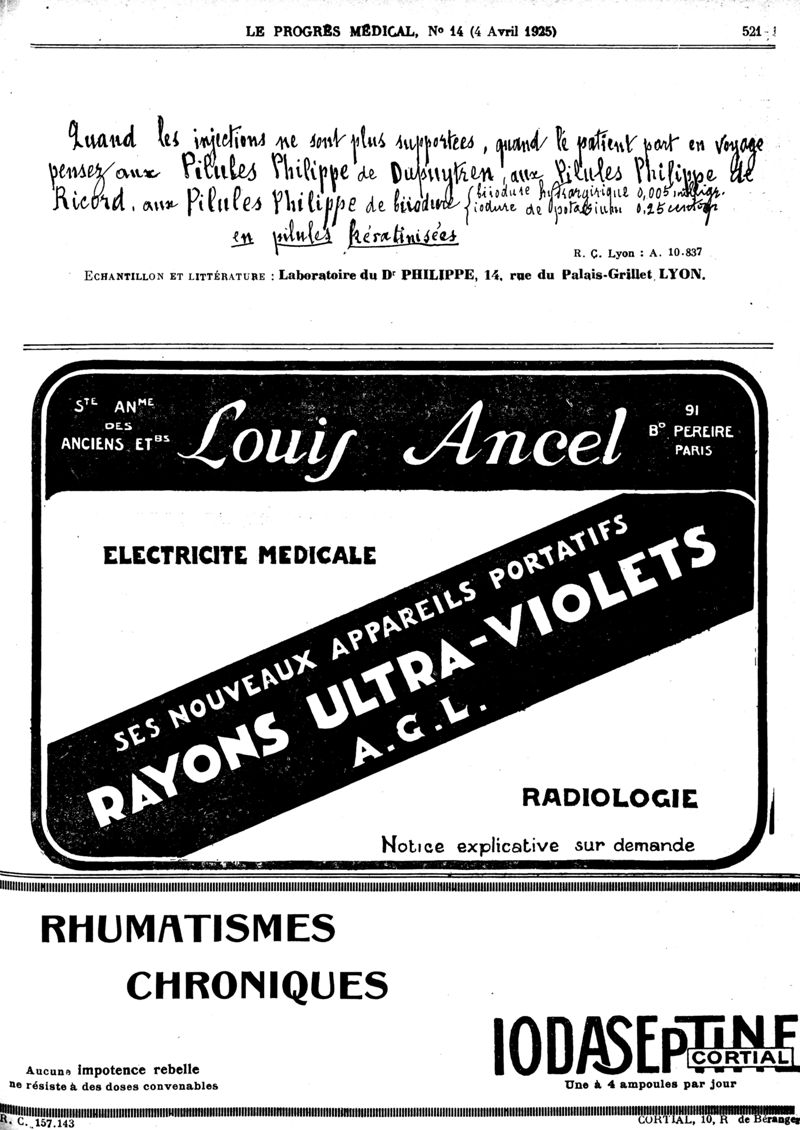 LE PROGRÈS MÉDICAL, No 14 (4 Avril 1925) 521
Quand les injections ne sont plus supportées, quand le patient part en voyage
pensez aux Pilules Philippe de Dupuytren, aux Pilules Philippe de
Ricord, aux Pilules Philippe de biiodure { biiodure hydrargirique 0,005
iodure de potassium 0,25
en pilules kératinisées
R. C. Lyon : A. 10.837
ECHANTILLON ET LITTÉRATURE : Laboratoire du Dr PHILIPPE, 14, rue du Palais-Grillet, LYON.
STE ANME
DES
ANCIENS ETBS
Louis Ancel
91
BD PEREIRE
PARIS
ELECTRICITE MEDICALE
SES NOUVEAUX APPAREILS PORTATIFS
RAYONS ULTRA-VIOLETS
A.G.L.
RADIOLOGIE
Notice explicative sur demande
RHUMATISMES
CHRONIQUES
Aucune impotence rebelle
ne résiste à des doses convenables
IODASEPTINE
CORTIAL
Une à 4 ampoules par jour
R. C. 157.143
CORTIAL, 10, R de Béranger